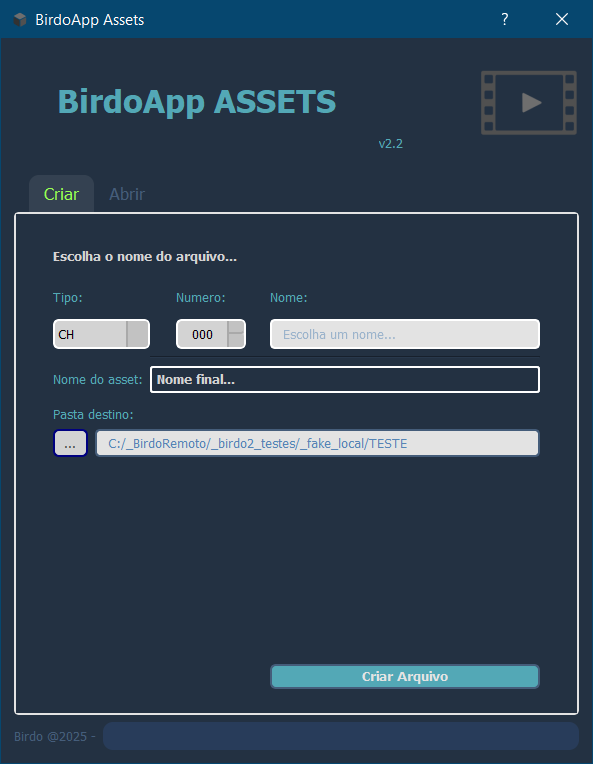 BirdoApp Assets
?
BirdoApp ASSETS
v2.2
Criar Abrir
Escolha o nome do arquivo...
Tipo: Numero: Nome:
CH 000 Escolha um nome...
Nome do asset: Nome final...
Pasta destino:
... C:/_BirdoRemoto/_birdo2_testes/_fake_local/TESTE
Criar Arquivo
Birdo @2025 -